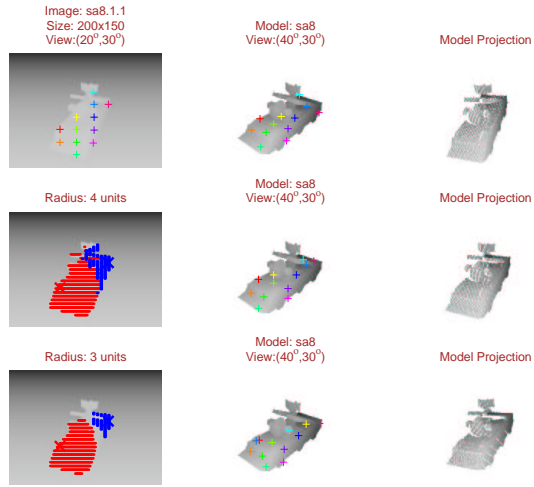 Image: sa8.1.1
Size: 200x150
View:(20°,30°)
Model: sa8
View:(40°,30°)
Model Projection
Radius: 4 units
Model: sa8
View:(40°,30°)
Model Projection
Radius: 3 units
Model: sa8
View:(40°,30°)
Model Projection